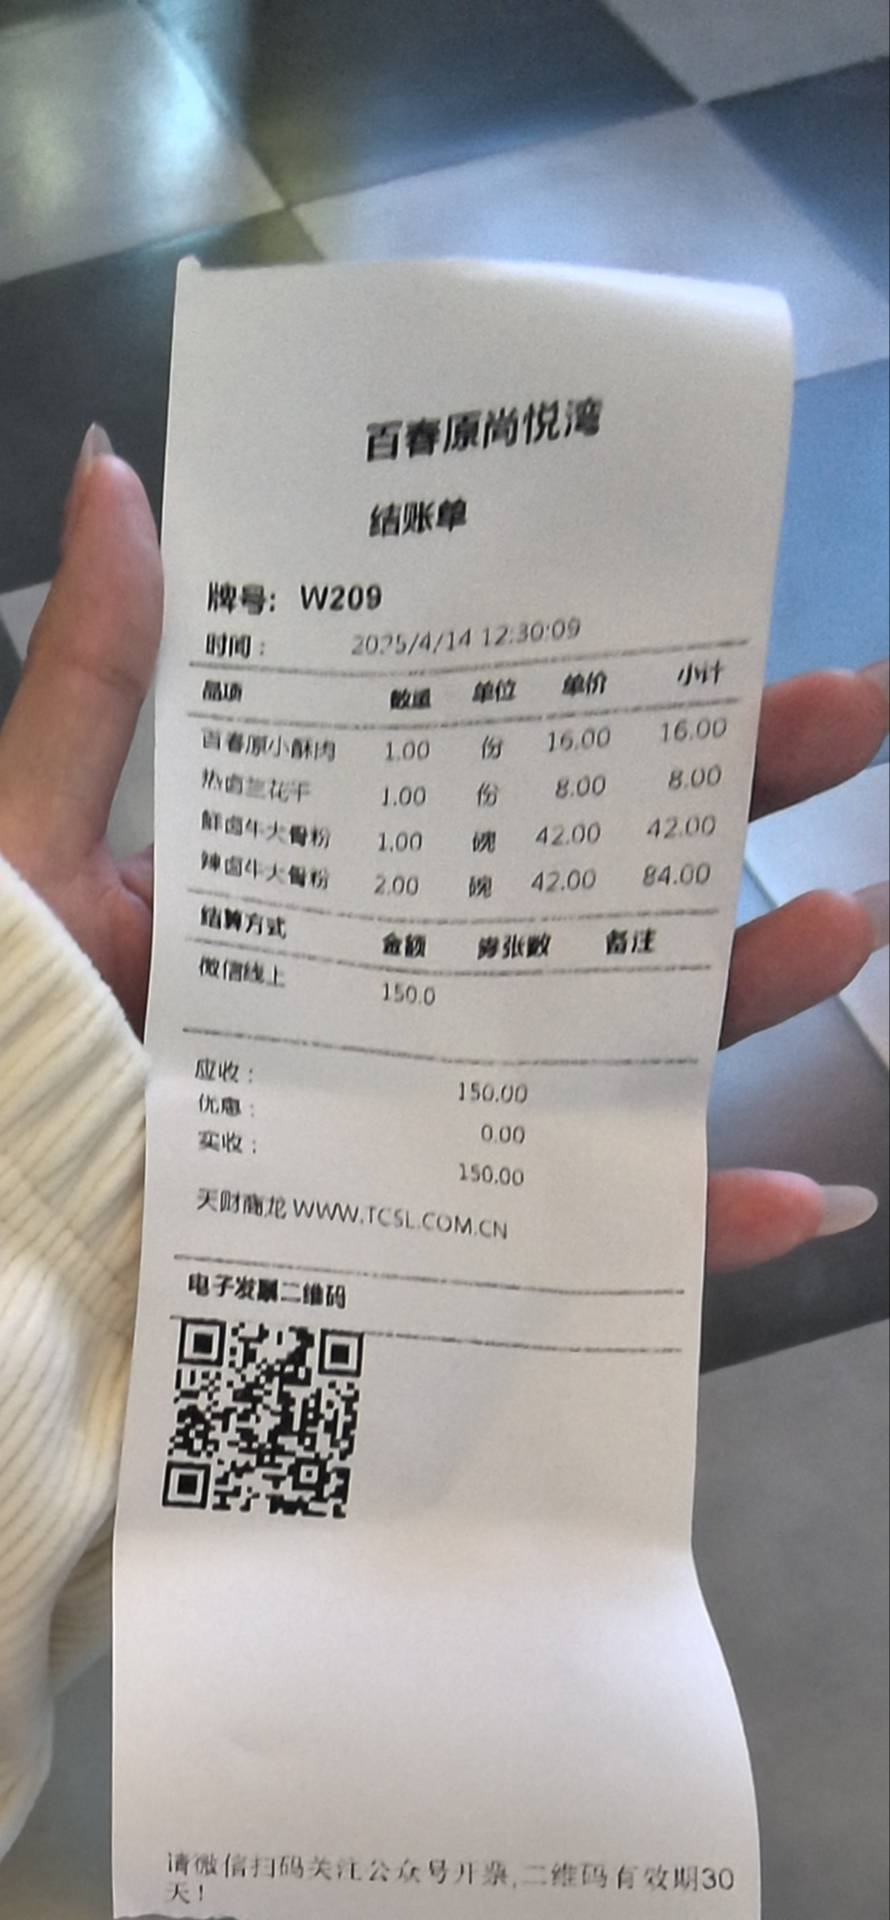 百春原尚悦湾
结账单
牌号: W209
时间: 2025/4/14 12:30:09
品项 数量 单位 单价 小计
百春原小酥肉 1.00 份 16.00 16.00
热卤兰花干 1.00 份 8.00 8.00
鲜卤牛大骨粉 1.00 碗 42.00 42.00
辣卤牛大骨粉 2.00 碗 42.00 84.00
结算方式 金额 券张数 备注
微信线上 150.0
应收: 150.00
优惠: 0.00
实收: 150.00
天财商龙 WWW.TCSL.COM.CN
电子发票二维码
请微信扫码关注公众号开票,二维码有效期30
天!